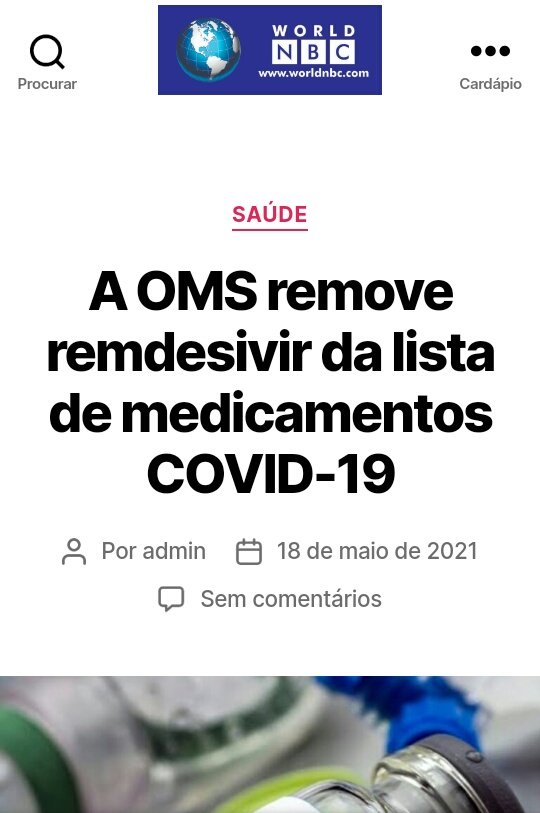 WORLD
NBC
www.worldnbc.com
Procurar
Cardápio
SAÚDE
A OMS remove
remdesivir da lista
de medicamentos
COVID-19
Por admin 18 de maio de 2021
Sem comentários